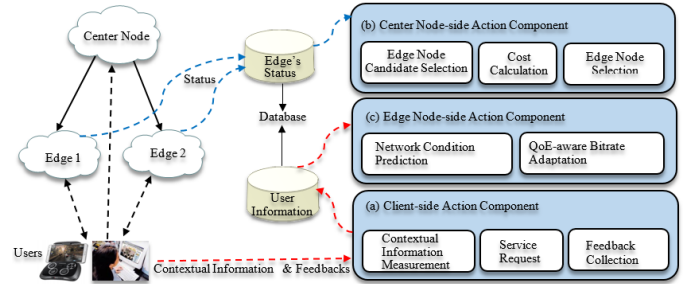 Center Node
Status
Edge 1
Edge 2
Users
Edge's
Status
Database
User
Information
Contextual Information & Feedbacks
(b) Center Node-side Action Component
Edge Node
Candidate Selection
Cost
Calculation
Edge Node
Selection
(c) Edge Node-side Action Component
Network Condition
Prediction
QoE-aware Bitrate
Adaptation
(a) Client-side Action Component
Contextual
Information
Measurement
Service
Request
Feedback
Collection